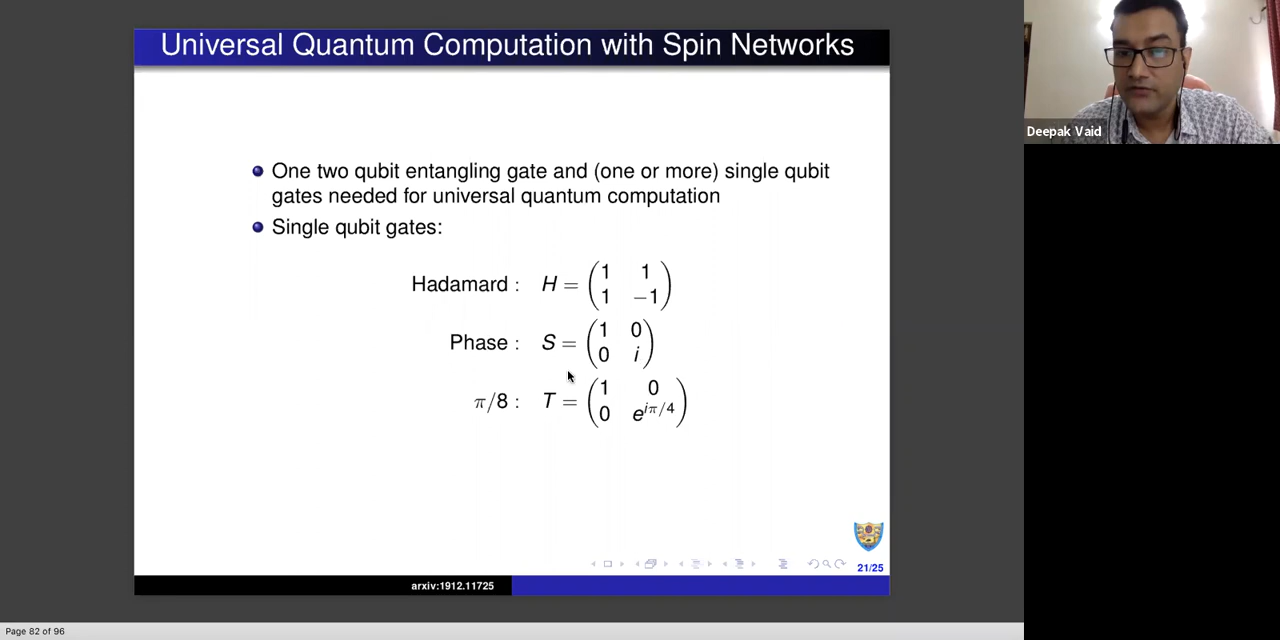 Universal Quantum Computation with Spin Networks
One two qubit entangling gate and (one or more) single qubit
gates needed for universal quantum computation
Single qubit gates:
Hadamard : H = ( 1 1
1 −1 )
Phase : S = ( 1 0
0 i )
π/8 : T = ( 1 0
0 e^{iπ/4} )
21/25
arxiv:1912.11725
Page 82 of 96
Deepak Vaid